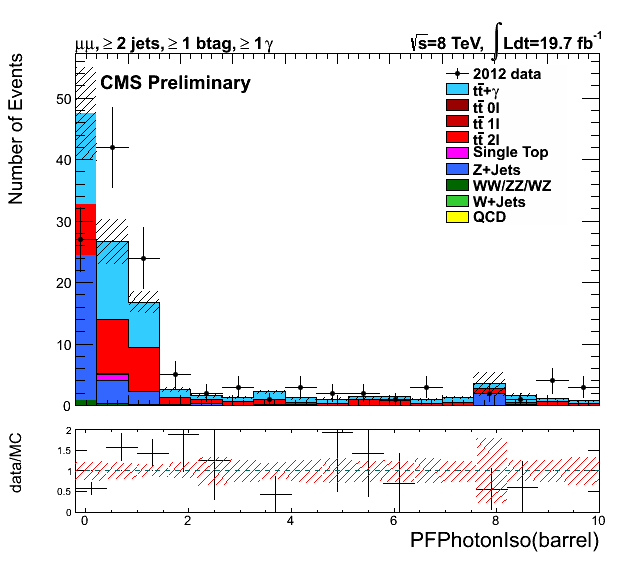 μμ, ≥ 2 jets, ≥ 1 btag, ≥ 1 γ
√s=8 TeV, ∫ Ldt=19.7 fb⁻¹
CMS Preliminary
Number of Events
50
40
30
20
10
0
2012 data
tt̅+γ
tt̅ 0l
tt̅ 1l
tt̅ 2l
Single Top
Z+Jets
WW/ZZ/WZ
W+Jets
QCD
data/MC
2
1.5
1
0.5
0
0 2 4 6 8 10
PFPhotonIso(barrel)